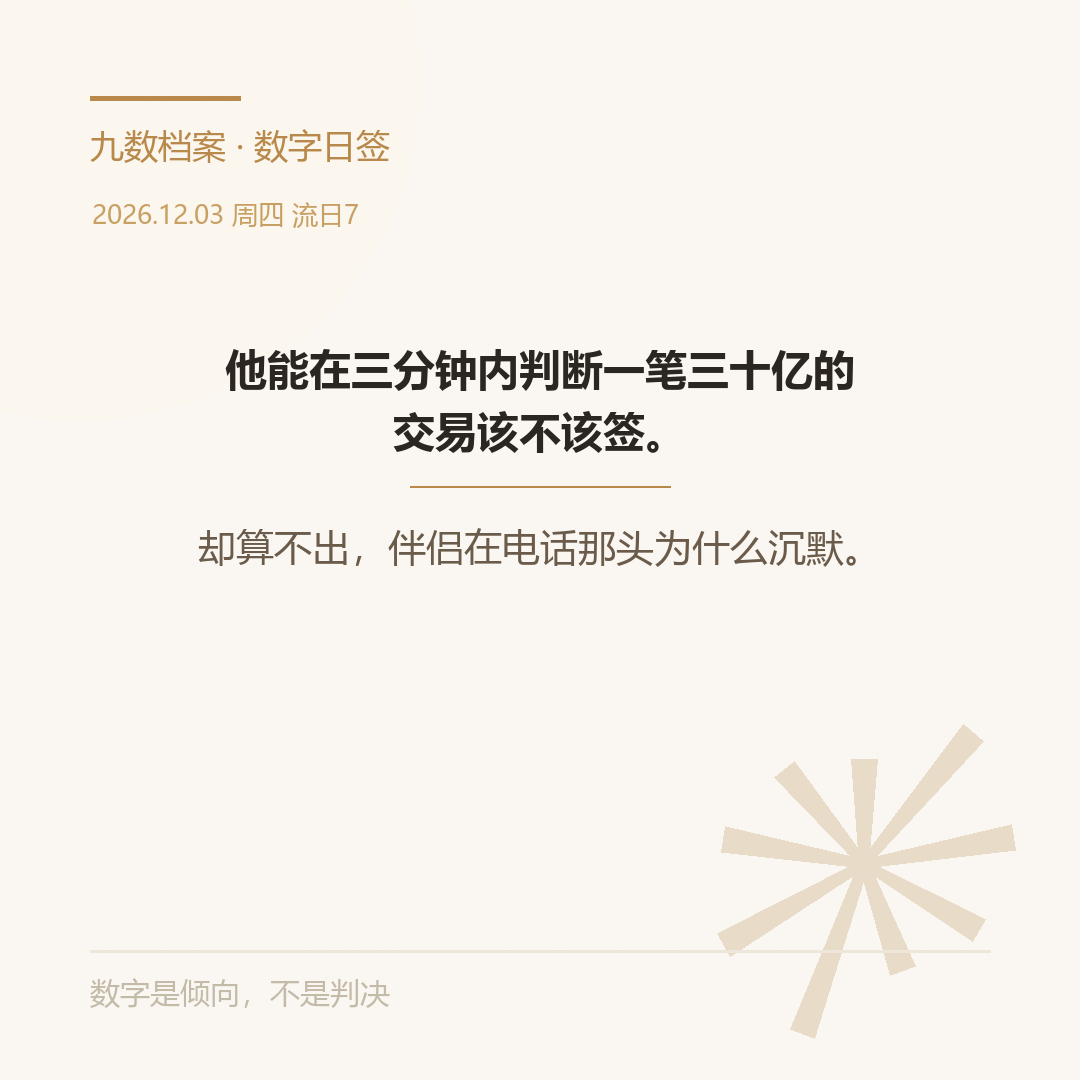 九数档案 · 数字日签
2026.12.03 周四 流日7
他能在三分钟内判断一笔三十亿的
交易该不该签。
却算不出，伴侣在电话那头为什么沉默。
数字是倾向，不是判决